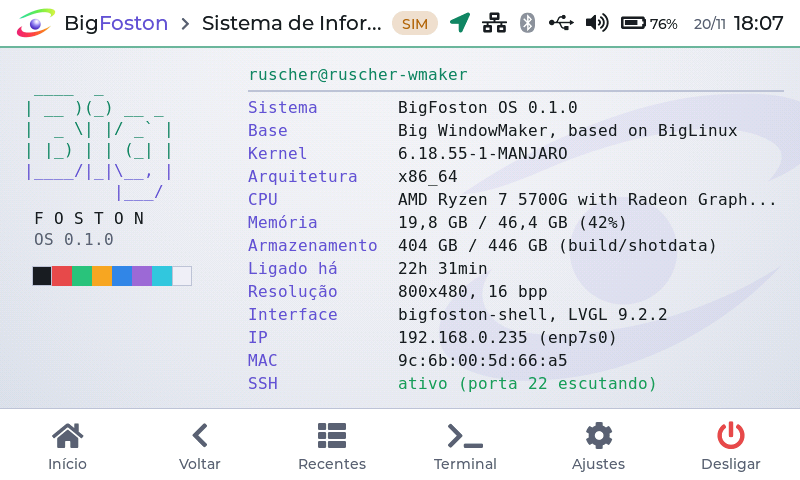 BigFoston > Sistema de Infor... SIM 76% 20/11 18:07
ruscher@ruscher-wmaker
Sistema BigFoston OS 0.1.0
Base Big WindowMaker, based on BigLinux
Kernel 6.18.55-1-MANJARO
Arquitetura x86_64
CPU AMD Ryzen 7 5700G with Radeon Graph...
Memória 19,8 GB / 46,4 GB (42%)
Armazenamento 404 GB / 446 GB (build/shotdata)
Ligado há 22h 31min
Resolução 800x480, 16 bpp
Interface bigfoston-shell, LVGL 9.2.2
IP 192.168.0.235 (enp7s0)
MAC 9c:6b:00:5d:66:a5
SSH ativo (porta 22 escutando)
Big
F O S T O N
OS 0.1.0
Início Voltar Recentes Terminal Ajustes Desligar